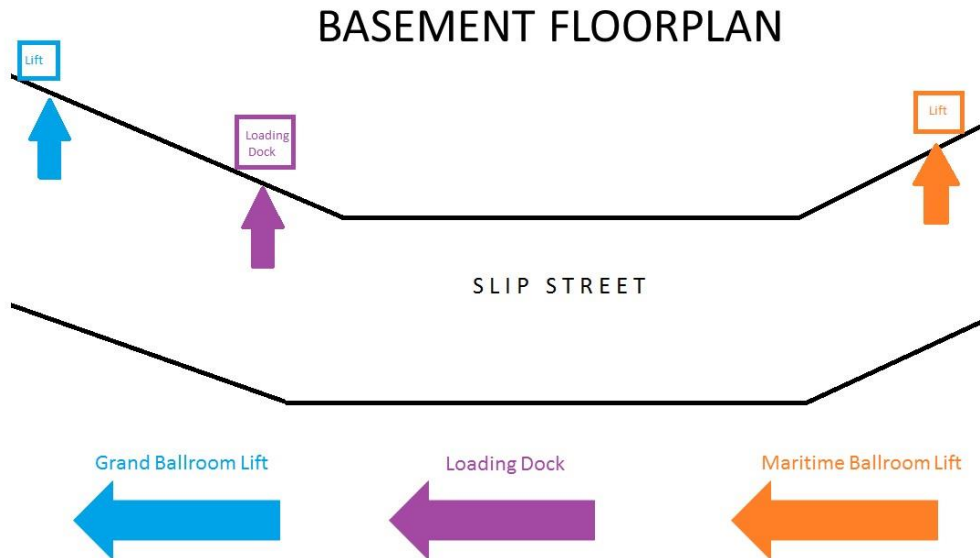 BASEMENT FLOORPLAN
Lift
Loading
Dock
Lift
SLIP STREET
Grand Ballroom Lift
Loading Dock
Maritime Ballroom Lift